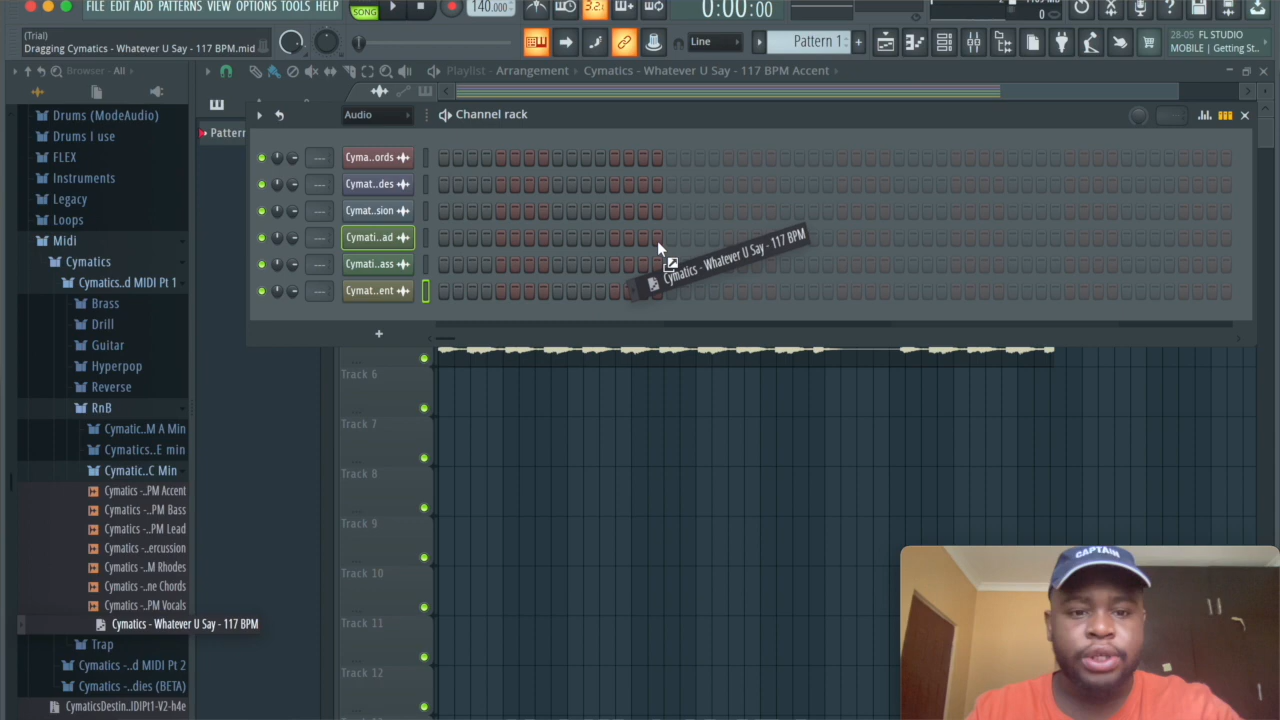 FILE EDIT ADD PATTERNS VIEW OPTIONS TOOLS HELP
SONG
140.000
3.2.
0:00:00
0
(Trial)
Dragging Cymatics - Whatever U Say - 117 BPM.mid
Line
Pattern 1
28-05 FL STUDIO
MOBILE | Getting St..
Browser - All
Playlist - Arrangement › Cymatics - Whatever U Say - 117 BPM Accent ›
Audio
Channel rack
Pattern
Drums (ModeAudio)
Drums I use
FLEX
Instruments
Legacy
Loops
Midi
Cymatics
Cymatics..d MIDI Pt 1
Brass
Drill
Guitar
Hyperpop
Reverse
RnB
Cymatic..M A Min
Cymatics..E min
Cymatic..C Min
Cymatics -..PM Accent
Cymatics -..PM Bass
Cymatics -..PM Lead
Cymatics -..ercussion
Cymatics -..M Rhodes
Cymatics -..ne Chords
Cymatics -..PM Vocals
Cymatics - Whatever U Say - 117 BPM
Trap
Cymatics -..d MIDI Pt 2
Cymatics -..dies (BETA)
CymaticsDestin..IDIPt1-V2-h4e
Cyma..ords
Cymat..des
Cymat..sion
Cymati..ad
Cymati..ass
Cymat..ent
Cymatics - Whatever U Say - 117 BPM
Track 6
Track 7
Track 8
Track 9
Track 10
Track 11
Track 12
CAPTAIN